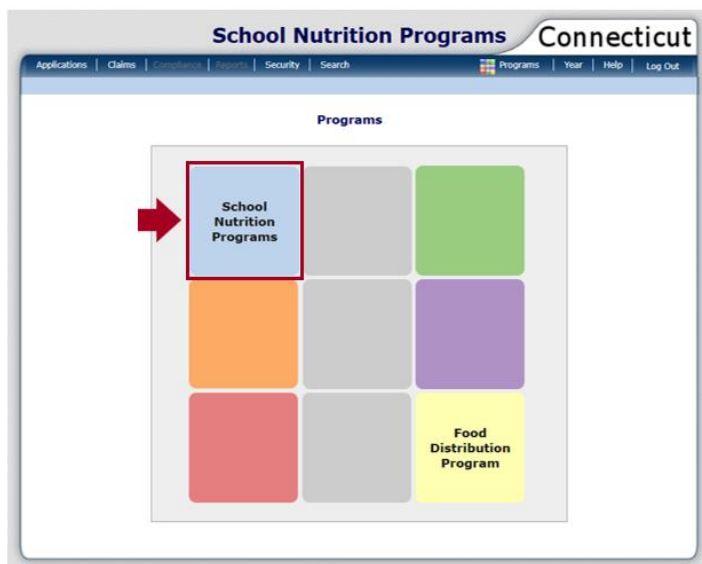 School Nutrition Programs
Connecticut
Applications | Claims | Compliance | Reports | Security | Search
Programs | Year | Help | Log Out
Programs
School
Nutrition
Programs
Food
Distribution
Program